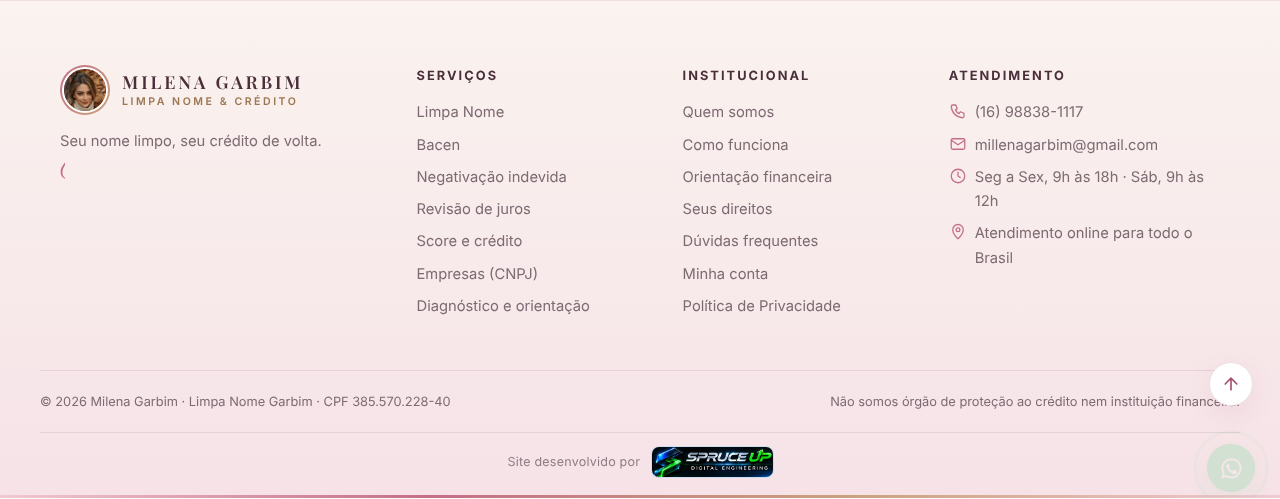 MILENA GARBIM
LIMPA NOME & CRÉDITO
Seu nome limpo, seu crédito de volta.
(
SERVIÇOS
Limpa Nome
Bacen
Negativação indevida
Revisão de juros
Score e crédito
Empresas (CNPJ)
Diagnóstico e orientação
INSTITUCIONAL
Quem somos
Como funciona
Orientação financeira
Seus direitos
Dúvidas frequentes
Minha conta
Política de Privacidade
ATENDIMENTO
(16) 98838-1117
millenagarbim@gmail.com
Seg a Sex, 9h às 18h · Sáb, 9h às
12h
Atendimento online para todo o
Brasil
© 2026 Milena Garbim · Limpa Nome Garbim · CPF 385.570.228-40
Não somos órgão de proteção ao crédito nem instituição
Site desenvolvido por
SPRUCE UP
DIGITAL ENGINEERING